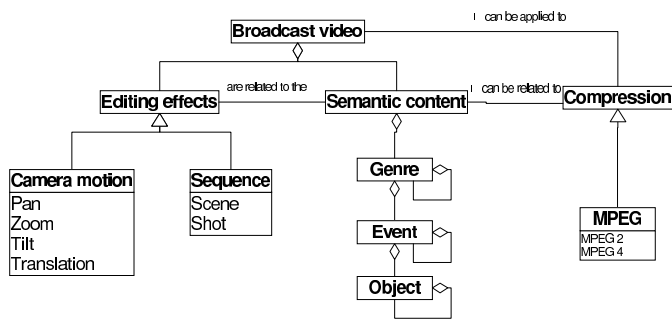 can be applied to
Broadcast video
are related to the
can be related to
Editing effects
Semantic content
Compression
Camera motion
Pan
Zoom
Tilt
Translation
Sequence
Scene
Shot
Genre
Event
Object
MPEG
MPEG 2
MPEG 4